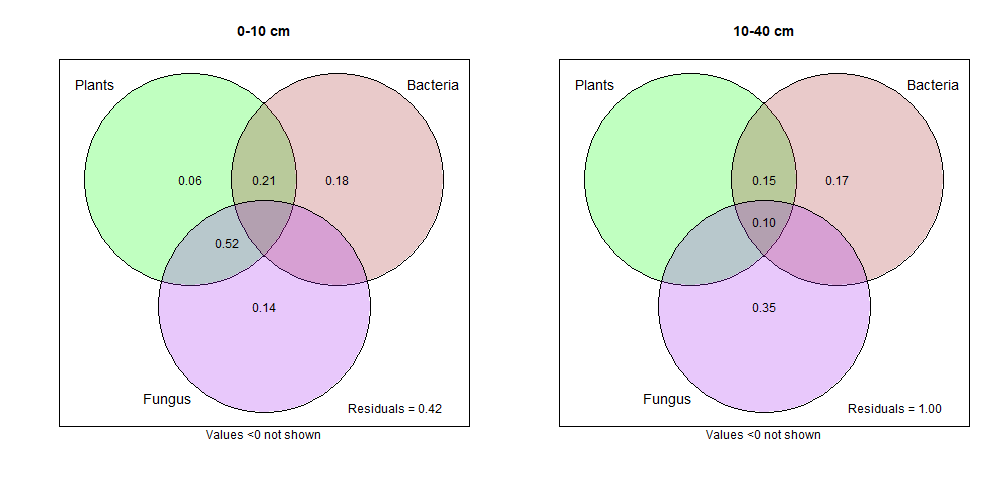 0-10 cm
Plants
Bacteria
0.06
0.21
0.18
0.52
0.14
Fungus
Residuals = 0.42
Values <0 not shown
10-40 cm
Plants
Bacteria
0.15
0.17
0.10
0.35
Fungus
Residuals = 1.00
Values <0 not shown